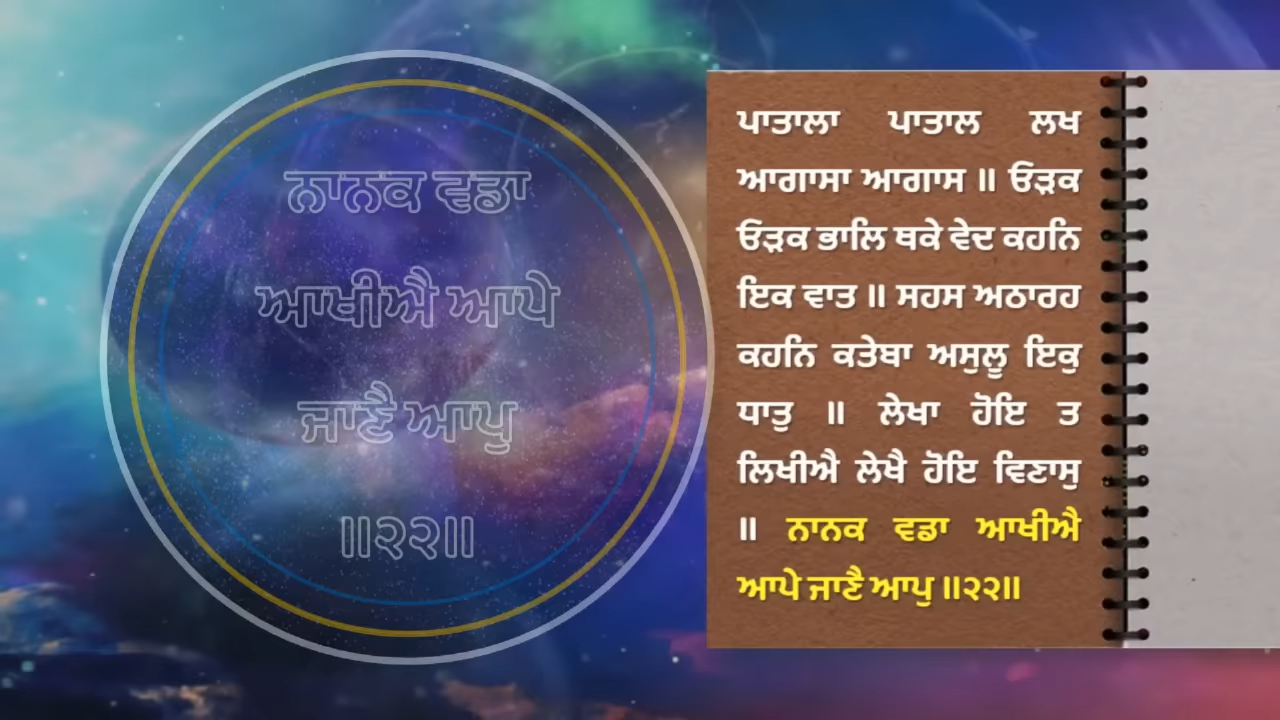 ਨਾਨਕ ਵਡਾ
ਆਖੀਐ ਆਪੇ
ਜਾਣੈ ਆਪੁ
॥੨੨॥
ਪਾਤਾਲਾ ਪਾਤਾਲ ਲਖ
ਆਗਾਸਾ ਆਗਾਸ ॥ ਓੜਕ
ਓੜਕ ਭਾਲਿ ਥਕੇ ਵੇਦ ਕਹਨਿ
ਇਕ ਵਾਤ ॥ ਸਹਸ ਅਠਾਰਹ
ਕਹਨਿ ਕਤੇਬਾ ਅਸੁਲੂ ਇਕੁ
ਧਾਤੁ ॥ ਲੇਖਾ ਹੋਇ ਤ
ਲਿਖੀਐ ਲੇਖੈ ਹੋਇ ਵਿਣਾਸੁ
॥ ਨਾਨਕ ਵਡਾ ਆਖੀਐ
ਆਪੇ ਜਾਣੈ ਆਪੁ ॥੨੨॥